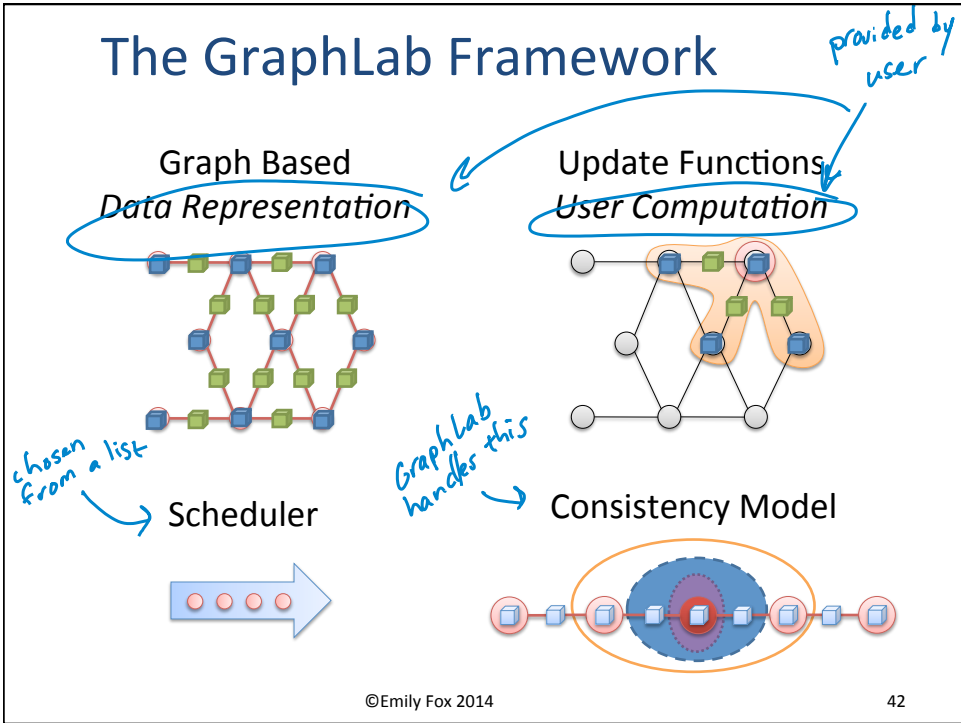 The GraphLab Framework
provided by
user
Graph Based
Data Representation
Update Functions
User Computation
chosen
from a list
Scheduler
GraphLab
handles this
Consistency Model
©Emily Fox 2014
42